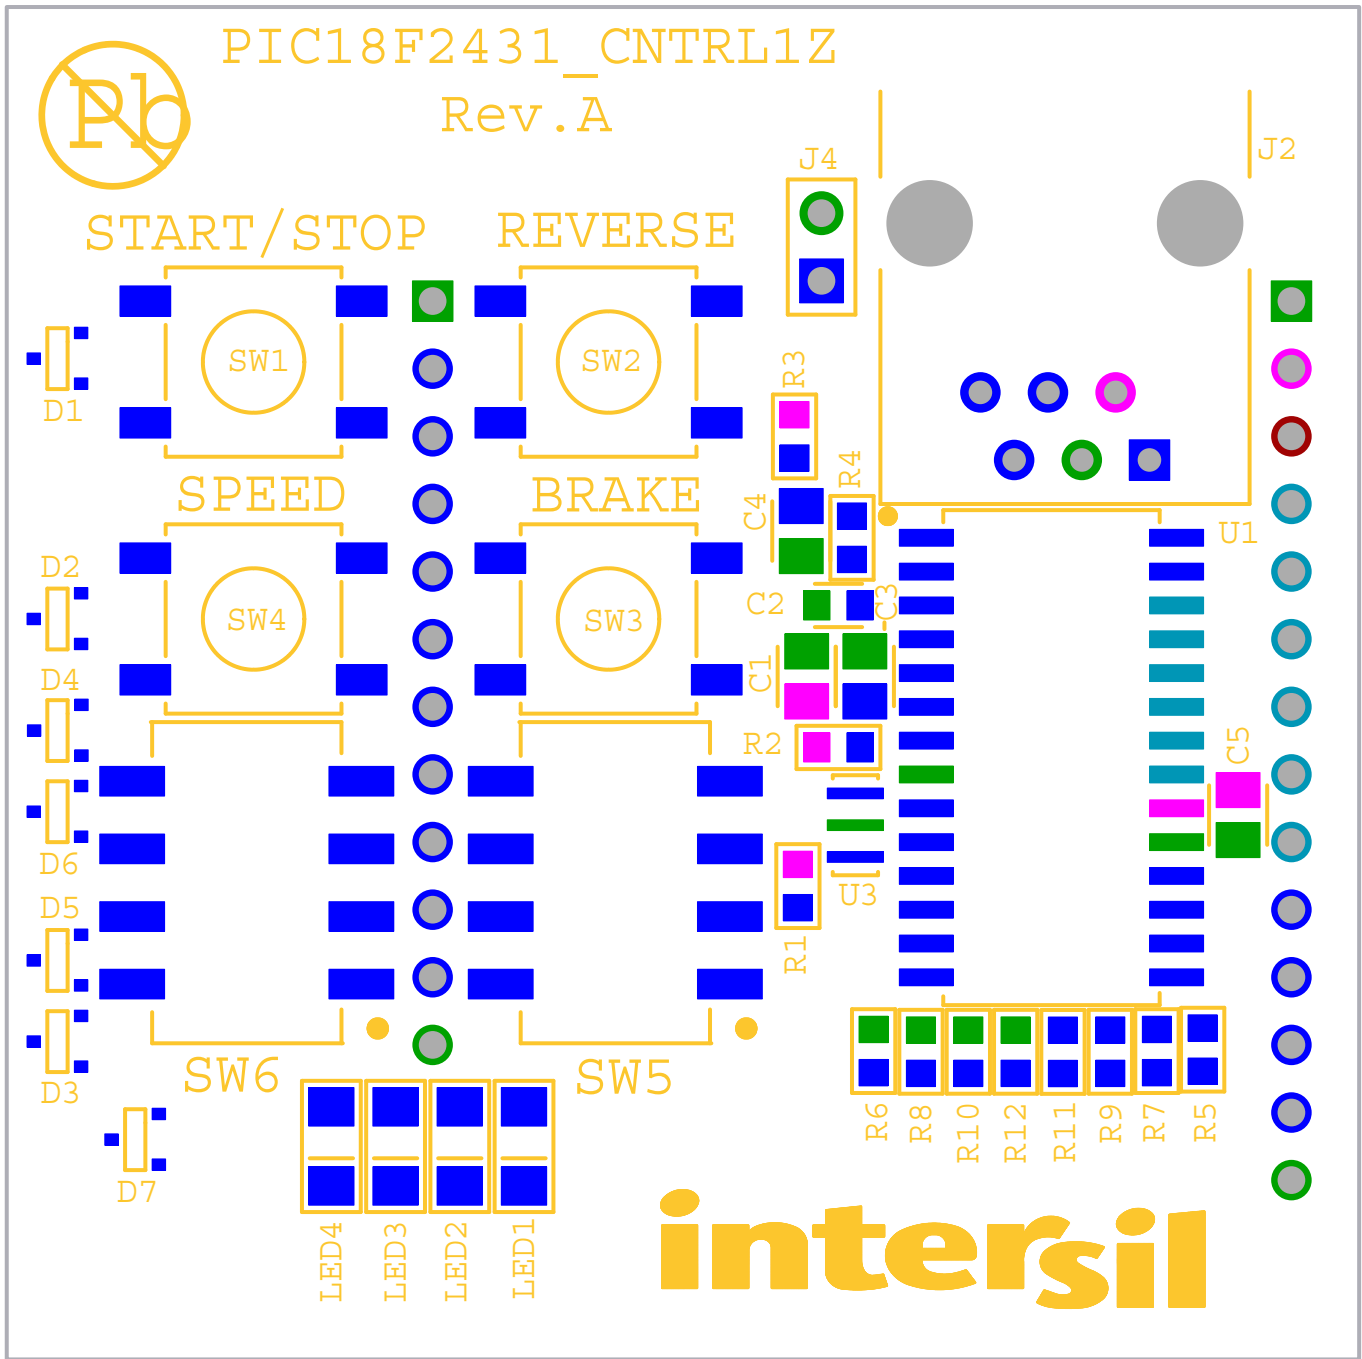 PIC18F2431_CNTRL1Z
Pb
Rev.A
J4
J2
START/STOP
REVERSE
SW1
SW2
R3
D1
R4
SPEED
BRAKE
C4
U1
D2
SW4
SW3
C2
C3
D4
C1
R2
C5
D6
U3
D5
R1
SW6
SW5
D3
R6
R8
R10
R12
R11
R9
R7
R5
D7
LED4
LED3
LED2
LED1
intersil